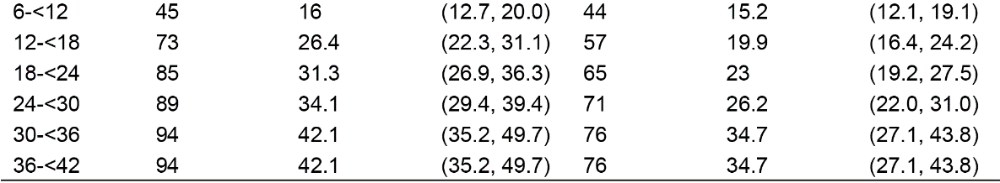 6-<12 45 16 (12.7, 20.0) 44 15.2 (12.1, 19.1)
12-<18 73 26.4 (22.3, 31.1) 57 19.9 (16.4, 24.2)
18-<24 85 31.3 (26.9, 36.3) 65 23 (19.2, 27.5)
24-<30 89 34.1 (29.4, 39.4) 71 26.2 (22.0, 31.0)
30-<36 94 42.1 (35.2, 49.7) 76 34.7 (27.1, 43.8)
36-<42 94 42.1 (35.2, 49.7) 76 34.7 (27.1, 43.8)